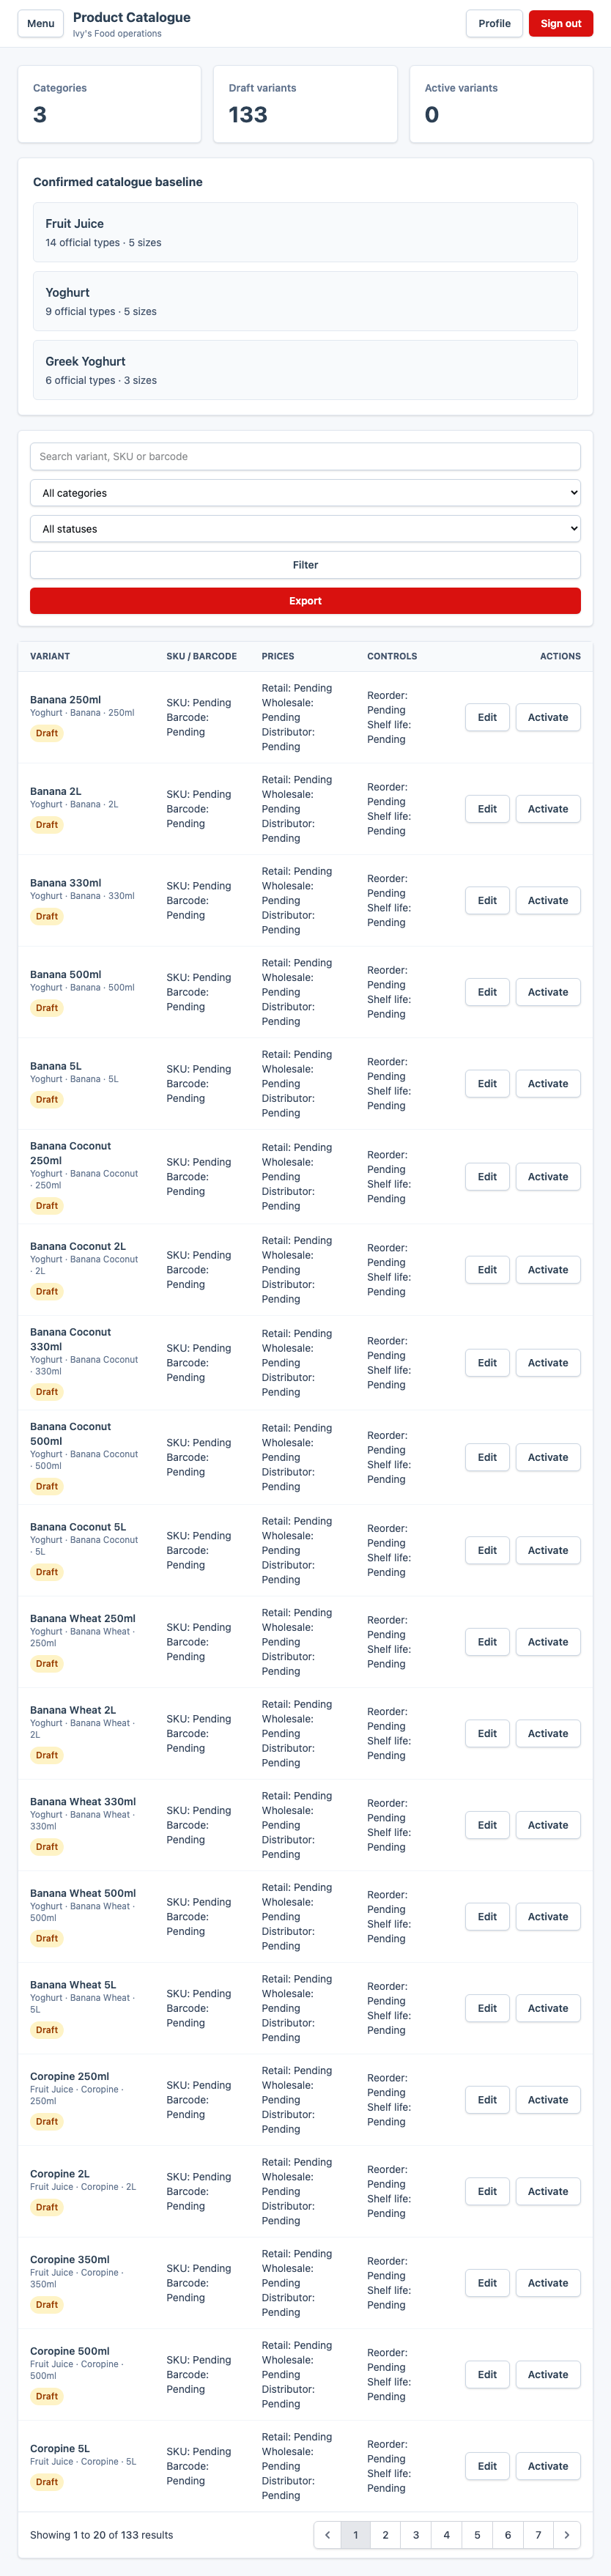 Menu
Product Catalogue
Ivy's Food operations
Profile
Sign out
Categories
3
Draft variants
133
Active variants
0
Confirmed catalogue baseline
Fruit Juice
14 official types · 5 sizes
Yoghurt
9 official types · 5 sizes
Greek Yoghurt
6 official types · 3 sizes
Search variant, SKU or barcode
All categories
All statuses
Filter
Export
VARIANT SKU / BARCODE PRICES CONTROLS ACTIONS
Banana 250ml
Yoghurt · Banana · 250ml
Draft
SKU: Pending
Barcode:
Pending
Retail: Pending
Wholesale:
Pending
Distributor:
Pending
Reorder:
Pending
Shelf life:
Pending
Edit
Activate
Banana 2L
Yoghurt · Banana · 2L
Draft
SKU: Pending
Barcode:
Pending
Retail: Pending
Wholesale:
Pending
Distributor:
Pending
Reorder:
Pending
Shelf life:
Pending
Edit
Activate
Banana 330ml
Yoghurt · Banana · 330ml
Draft
SKU: Pending
Barcode:
Pending
Retail: Pending
Wholesale:
Pending
Distributor:
Pending
Reorder:
Pending
Shelf life:
Pending
Edit
Activate
Banana 500ml
Yoghurt · Banana · 500ml
Draft
SKU: Pending
Barcode:
Pending
Retail: Pending
Wholesale:
Pending
Distributor:
Pending
Reorder:
Pending
Shelf life:
Pending
Edit
Activate
Banana 5L
Yoghurt · Banana · 5L
Draft
SKU: Pending
Barcode:
Pending
Retail: Pending
Wholesale:
Pending
Distributor:
Pending
Reorder:
Pending
Shelf life:
Pending
Edit
Activate
Banana Coconut
250ml
Yoghurt · Banana Coconut
· 250ml
Draft
SKU: Pending
Barcode:
Pending
Retail: Pending
Wholesale:
Pending
Distributor:
Pending
Reorder:
Pending
Shelf life:
Pending
Edit
Activate
Banana Coconut 2L
Yoghurt · Banana Coconut
· 2L
Draft
SKU: Pending
Barcode:
Pending
Retail: Pending
Wholesale:
Pending
Distributor:
Pending
Reorder:
Pending
Shelf life:
Pending
Edit
Activate
Banana Coconut
330ml
Yoghurt · Banana Coconut
· 330ml
Draft
SKU: Pending
Barcode:
Pending
Retail: Pending
Wholesale:
Pending
Distributor:
Pending
Reorder:
Pending
Shelf life:
Pending
Edit
Activate
Banana Coconut
500ml
Yoghurt · Banana Coconut
· 500ml
Draft
SKU: Pending
Barcode:
Pending
Retail: Pending
Wholesale:
Pending
Distributor:
Pending
Reorder:
Pending
Shelf life:
Pending
Edit
Activate
Banana Coconut 5L
Yoghurt · Banana Coconut
· 5L
Draft
SKU: Pending
Barcode:
Pending
Retail: Pending
Wholesale:
Pending
Distributor:
Pending
Reorder:
Pending
Shelf life:
Pending
Edit
Activate
Banana Wheat 250ml
Yoghurt · Banana Wheat ·
250ml
Draft
SKU: Pending
Barcode:
Pending
Retail: Pending
Wholesale:
Pending
Distributor:
Pending
Reorder:
Pending
Shelf life:
Pending
Edit
Activate
Banana Wheat 2L
Yoghurt · Banana Wheat ·
2L
Draft
SKU: Pending
Barcode:
Pending
Retail: Pending
Wholesale:
Pending
Distributor:
Pending
Reorder:
Pending
Shelf life:
Pending
Edit
Activate
Banana Wheat 330ml
Yoghurt · Banana Wheat ·
330ml
Draft
SKU: Pending
Barcode:
Pending
Retail: Pending
Wholesale:
Pending
Distributor:
Pending
Reorder:
Pending
Shelf life:
Pending
Edit
Activate
Banana Wheat 500ml
Yoghurt · Banana Wheat ·
500ml
Draft
SKU: Pending
Barcode:
Pending
Retail: Pending
Wholesale:
Pending
Distributor:
Pending
Reorder:
Pending
Shelf life:
Pending
Edit
Activate
Banana Wheat 5L
Yoghurt · Banana Wheat ·
5L
Draft
SKU: Pending
Barcode:
Pending
Retail: Pending
Wholesale:
Pending
Distributor:
Pending
Reorder:
Pending
Shelf life:
Pending
Edit
Activate
Coropine 250ml
Fruit Juice · Coropine ·
250ml
Draft
SKU: Pending
Barcode:
Pending
Retail: Pending
Wholesale:
Pending
Distributor:
Pending
Reorder:
Pending
Shelf life:
Pending
Edit
Activate
Coropine 2L
Fruit Juice · Coropine · 2L
Draft
SKU: Pending
Barcode:
Pending
Retail: Pending
Wholesale:
Pending
Distributor:
Pending
Reorder:
Pending
Shelf life:
Pending
Edit
Activate
Coropine 350ml
Fruit Juice · Coropine ·
350ml
Draft
SKU: Pending
Barcode:
Pending
Retail: Pending
Wholesale:
Pending
Distributor:
Pending
Reorder:
Pending
Shelf life:
Pending
Edit
Activate
Coropine 500ml
Fruit Juice · Coropine ·
500ml
Draft
SKU: Pending
Barcode:
Pending
Retail: Pending
Wholesale:
Pending
Distributor:
Pending
Reorder:
Pending
Shelf life:
Pending
Edit
Activate
Coropine 5L
Fruit Juice · Coropine · 5L
Draft
SKU: Pending
Barcode:
Pending
Retail: Pending
Wholesale:
Pending
Distributor:
Pending
Reorder:
Pending
Shelf life:
Pending
Edit
Activate
Showing 1 to 20 of 133 results
1 2 3 4 5 6 7